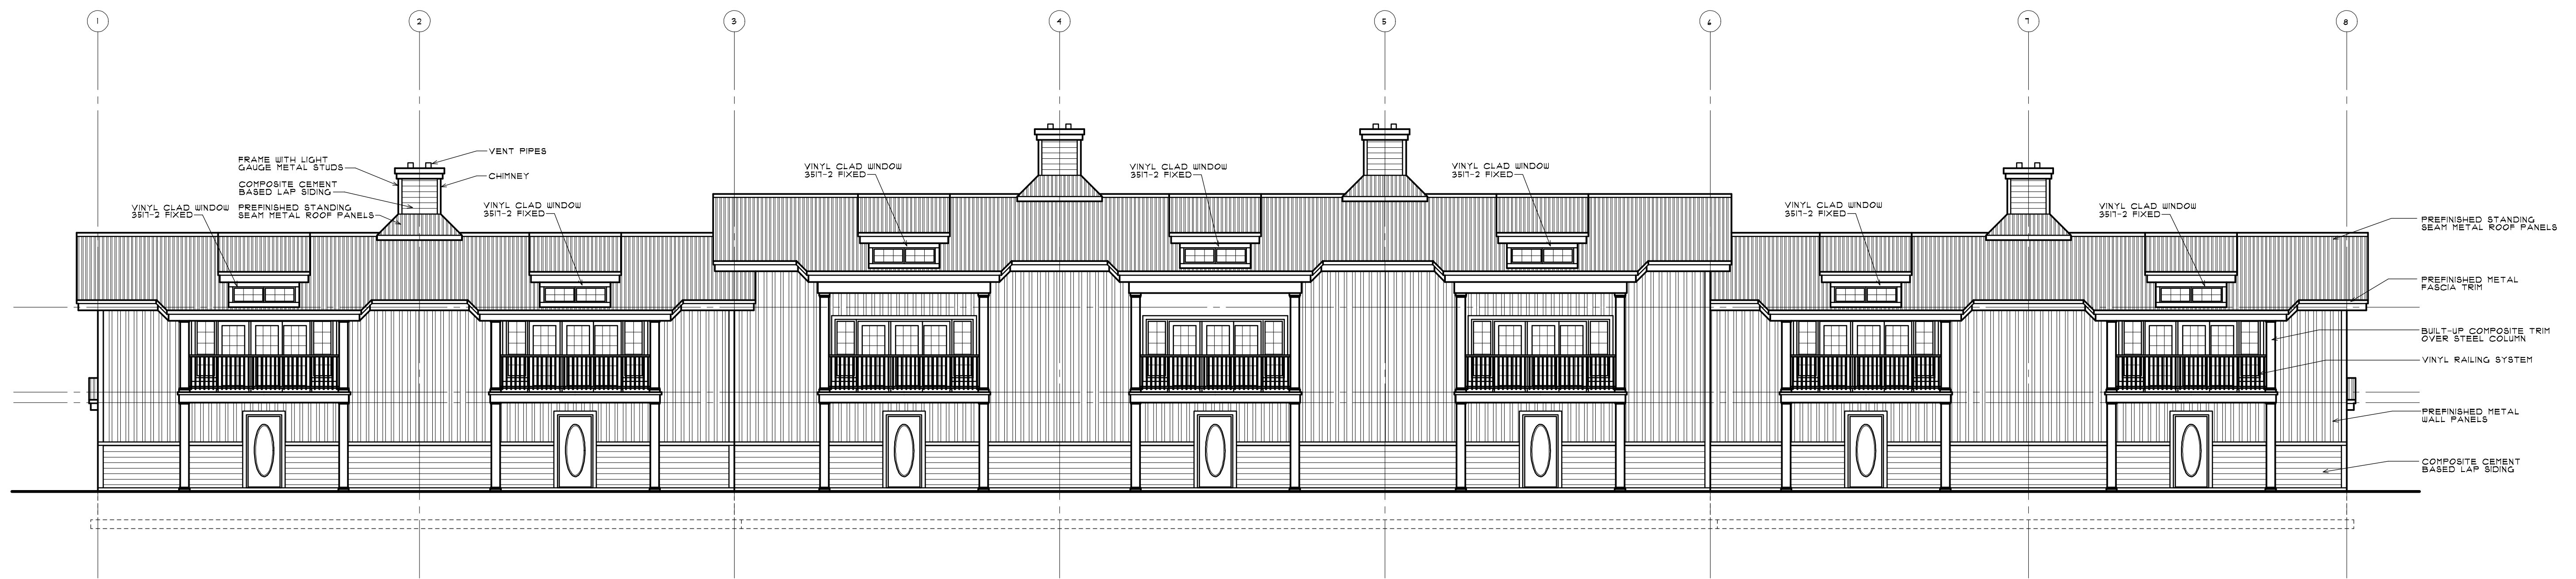 1
2
3
4
5
6
7
8
VENT PIPES
FRAME WITH LIGHT
GAUGE METAL STUDS
CHIMNEY
COMPOSITE CEMENT
BASED LAP SIDING
PREFINISHED STANDING
SEAM METAL ROOF PANELS
VINYL CLAD WINDOW
3517-2 FIXED
VINYL CLAD WINDOW
3517-2 FIXED
VINYL CLAD WINDOW
3517-2 FIXED
VINYL CLAD WINDOW
3517-2 FIXED
VINYL CLAD WINDOW
3517-2 FIXED
VINYL CLAD WINDOW
3517-2 FIXED
VINYL CLAD WINDOW
3517-2 FIXED
PREFINISHED STANDING
SEAM METAL ROOF PANELS
PREFINISHED METAL
FASCIA TRIM
BUILT-UP COMPOSITE TRIM
OVER STEEL COLUMN
VINYL RAILING SYSTEM
PREFINISHED METAL
WALL PANELS
COMPOSITE CEMENT
BASED LAP SIDING